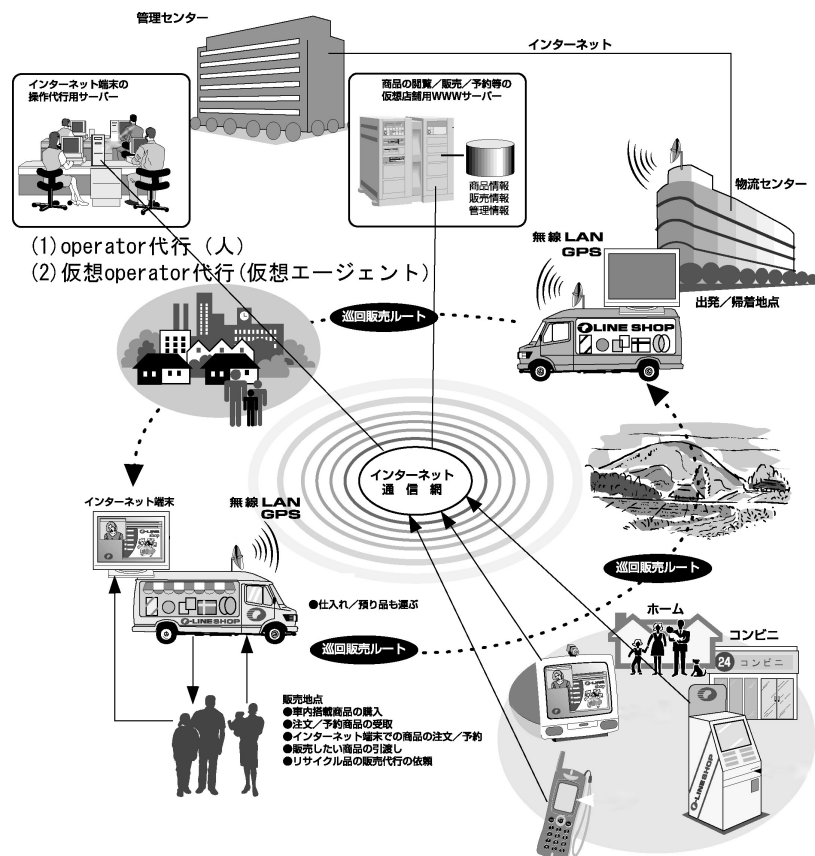 管理センター
インターネット
インターネット端末の
操作代行用サーバー
商品の閲覧／販売／予約等の
仮想店舗用WWWサーバー
商品情報
販売情報
管理情報
物流センター
(1)operator代行（人）
(2)仮想operator代行(仮想エージェント)
無線LAN
GPS
出発／帰着地点
巡回販売ルート
Q-LINE SHOP
インターネット
通信網
インターネット端末
無線LAN
GPS
Q-LINE
shop
巡回販売ルート
●仕入れ／預り品も運ぶ
Q-LINESHOP
ホーム
コンビニ
巡回販売ルート
24 コンビニ
販売地点
●車内搭載商品の購入
●注文／予約商品の受取
●インターネット端末での商品の注文／予約
●販売したい商品の引渡し
●リサイクル品の販売代行の依頼
Q-LINESHOP